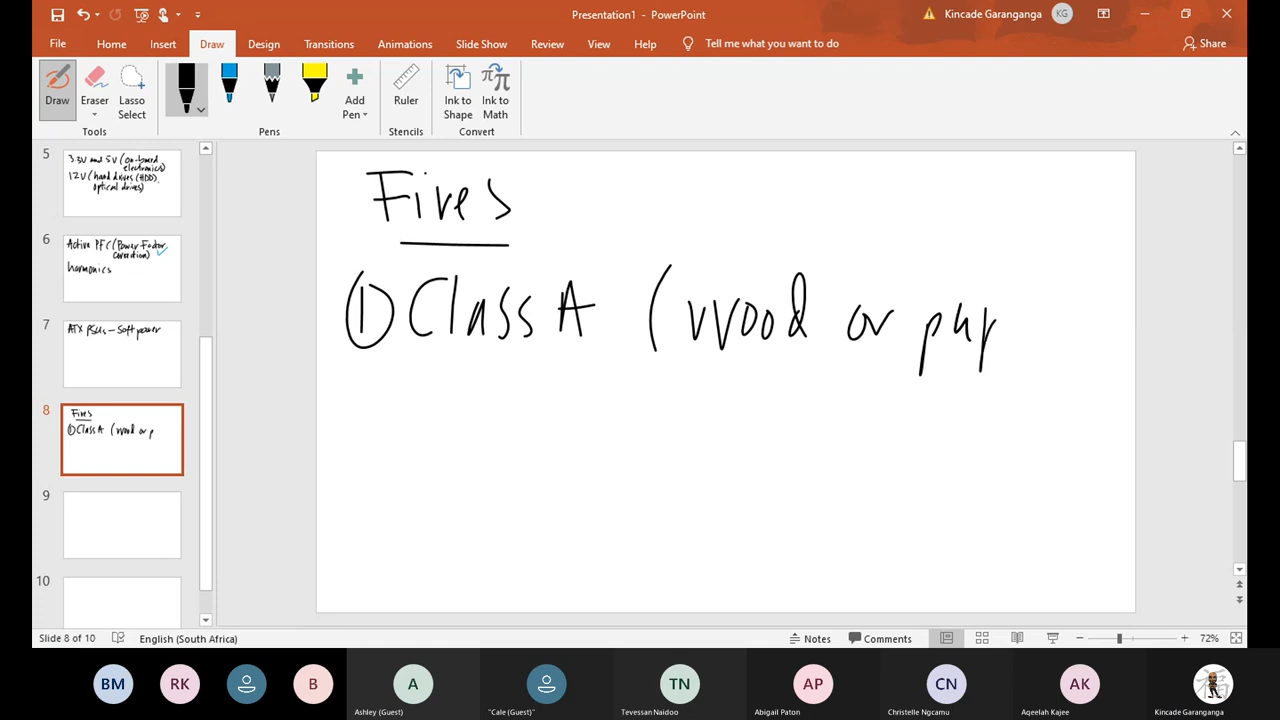 Presentation1 - PowerPoint
Kincade Garanganga
KG
File Home Insert Draw Design Transitions Animations Slide Show Review View Help Tell me what you want to do
Share
Draw
Eraser
Lasso Select
Add Pen
Ruler
Ink to Shape
Ink to Math
Tools
Pens
Stencils
Convert
5
3.3V and 5V (on-board
electronics)
12V (hard drives (HDD),
optical drives)
6
Active PFC (Power Factor
Correction)
harmonics
7
ATX PSUs - Soft power
8
Fires
① Class A (wood or p
9
10
Fires
① Class A (wood or pap
Slide 8 of 10
English (South Africa)
Notes
Comments
72%
BM RK B A TN AP CN AK
Ashley (Guest)
"Cale (Guest)"
Tevessan Naidoo
Abigail Paton
Christelle Ngcamu
Aqeelah Kajee
Kincade Garanganga